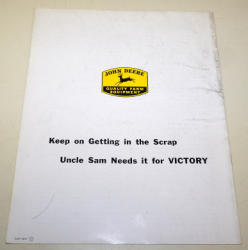 JOHN DEERE
QUALITY FARM
EQUIPMENT
Keep on Getting in the Scrap
Uncle Sam Needs it for VICTORY